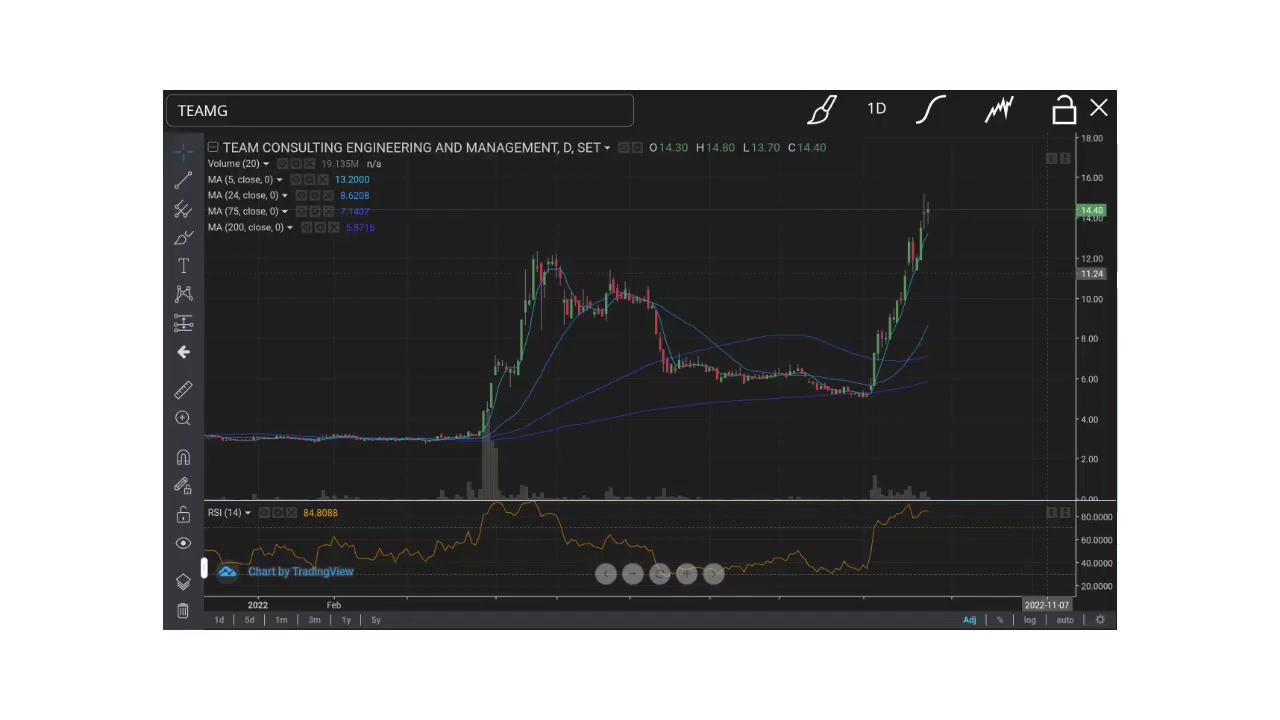 TEAMG
1D
TEAM CONSULTING ENGINEERING AND MANAGEMENT, D, SET O14.30 H14.80 L13.70 C14.40
Volume (20) 19.135M n/a
MA (5, close, 0) 13.2000
MA (24, close, 0) 8.6208
MA (75, close, 0) 7.1407
MA (200, close, 0) 5.8716
18.00
16.00
14.40
14.00
12.00
11.24
10.00
8.00
6.00
4.00
2.00
0.00
RSI (14) 84.8088
80.0000
60.0000
40.0000
20.0000
Chart by TradingView
2022 Feb 2022-11-07
1d 5d 1m 3m 1y 5y Adj % log auto